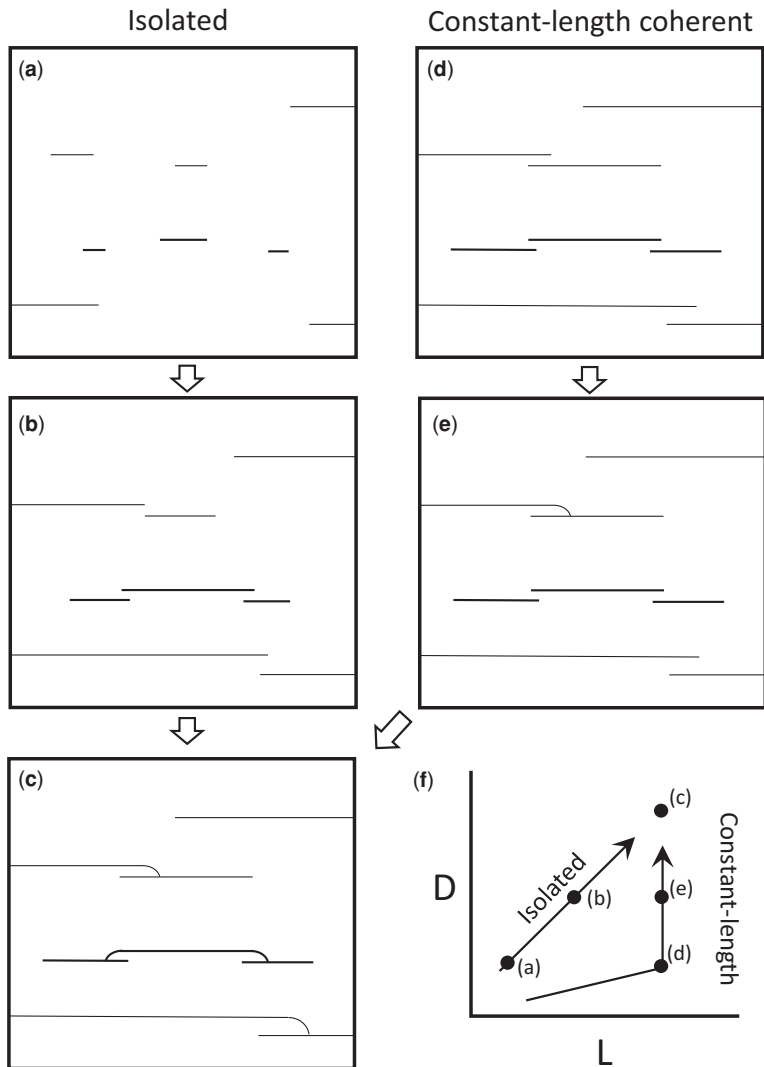 Isolated
Constant-length coherent
(a)
(d)
(b)
(e)
(c)
(f)
(c)
Isolated
(b)
(e)
(a)
(d)
Constant-length
D
L